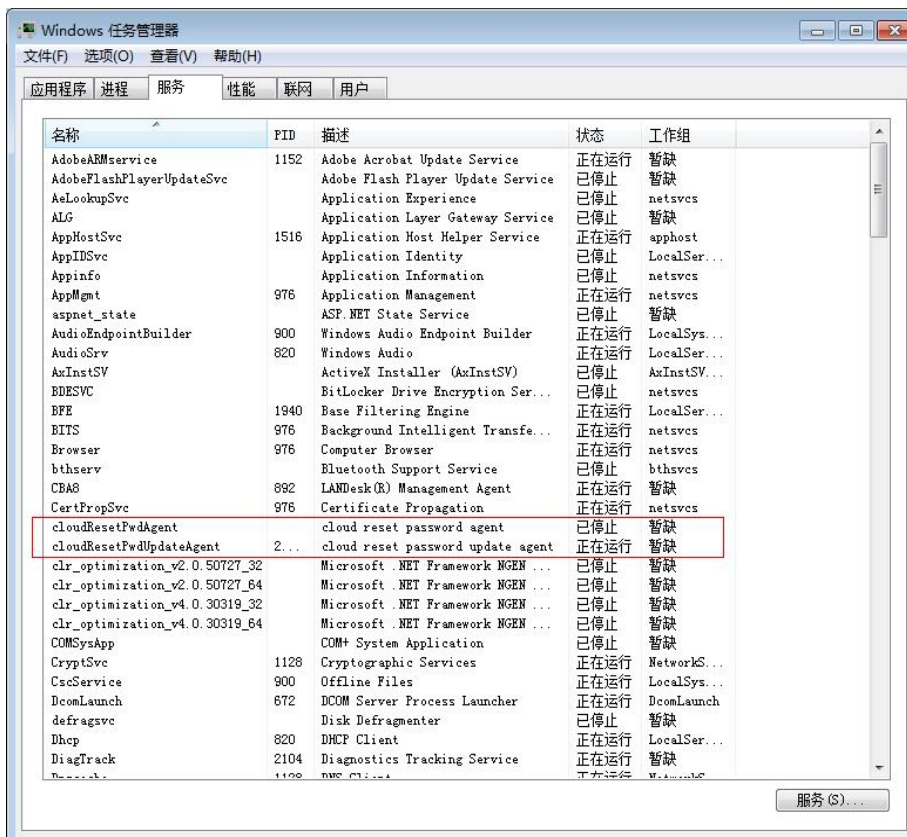 Windows 任务管理器
文件(F) 选项(O) 查看(V) 帮助(H)
应用程序 进程 服务 性能 联网 用户
名称 PID 描述 状态 工作组
AdobeARMservice 1152 Adobe Acrobat Update Service 正在运行 暂缺
AdobeFlashPlayerUpdateSvc Adobe Flash Player Update Service 已停止 暂缺
AeLookupSvc Application Experience 已停止 netsvcs
ALG Application Layer Gateway Service 已停止 暂缺
AppHostSvc 1516 Application Host Helper Service 正在运行 apphost
AppIDSvc Application Identity 已停止 LocalSer...
Appinfo Application Information 已停止 netsvcs
AppMgmt 976 Application Management 正在运行 netsvcs
aspnet_state ASP.NET State Service 已停止 暂缺
AudioEndpointBuilder 900 Windows Audio Endpoint Builder 正在运行 LocalSys...
AudioSrv 820 Windows Audio 正在运行 LocalSer...
AxInstSV ActiveX Installer (AxInstSV) 已停止 AxInstSV...
BDESVC BitLocker Drive Encryption Ser... 已停止 netsvcs
BFE 1940 Base Filtering Engine 正在运行 LocalSer...
BITS 976 Background Intelligent Transfe... 正在运行 netsvcs
Browser 976 Computer Browser 正在运行 netsvcs
bthserv Bluetooth Support Service 已停止 bthsvcs
CBA8 892 LANDesk(R) Management Agent 正在运行 暂缺
CertPropSvc 976 Certificate Propagation 正在运行 netsvcs
cloudResetPwdAgent cloud reset password agent 已停止 暂缺
cloudResetPwdUpdateAgent 2... cloud reset password update agent 正在运行 暂缺
clr_optimization_v2.0.50727_32 Microsoft .NET Framework NGEN ... 已停止 暂缺
clr_optimization_v2.0.50727_64 Microsoft .NET Framework NGEN ... 已停止 暂缺
clr_optimization_v4.0.30319_32 Microsoft .NET Framework NGEN ... 已停止 暂缺
clr_optimization_v4.0.30319_64 Microsoft .NET Framework NGEN ... 已停止 暂缺
COMSysApp COM+ System Application 已停止 暂缺
CryptSvc 1128 Cryptographic Services 正在运行 NetworkS...
CscService 900 Offline Files 正在运行 LocalSys...
DcomLaunch 672 DCOM Server Process Launcher 正在运行 DcomLaunch
defragsvc Disk Defragmenter 已停止 暂缺
Dhcp 820 DHCP Client 正在运行 LocalSer...
DiagTrack 2104 Diagnostics Tracking Service 正在运行 暂缺
服务(S)...